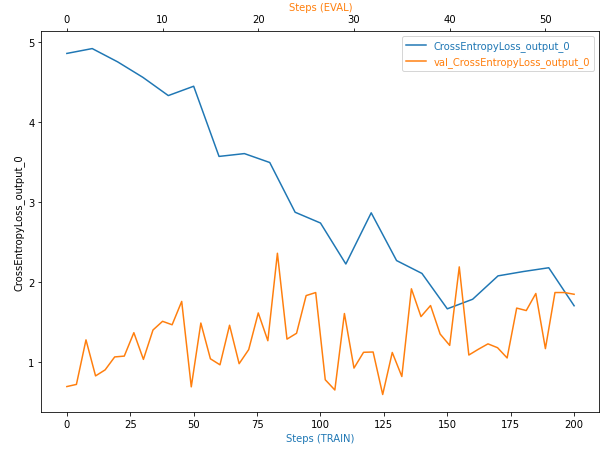 Steps (EVAL)
0 10 20 30 40 50
CrossEntropyLoss_output_0
val_CrossEntropyLoss_output_0
5
4
3
2
1
CrossEntropyLoss_output_0
0 25 50 75 100 125 150 175 200
Steps (TRAIN)